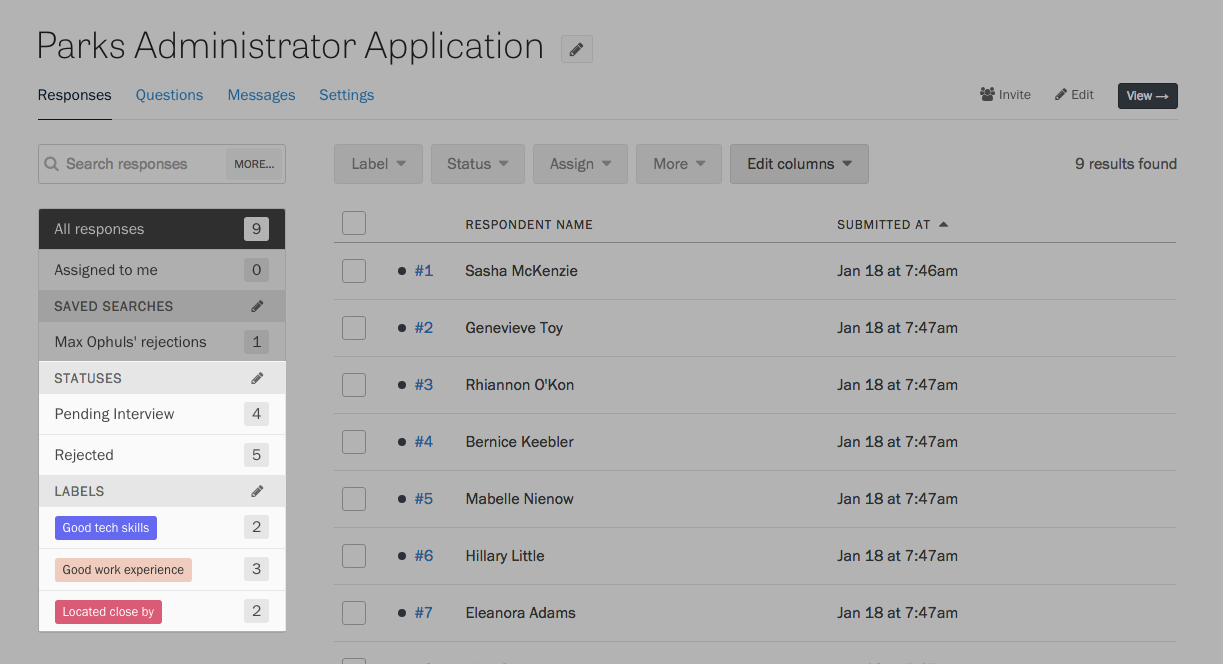 Parks Administrator Application
Responses Questions Messages Settings
Invite Edit View →
Search responses MORE...
Label Status Assign More Edit columns 9 results found
All responses 9
Assigned to me 0
SAVED SEARCHES
Max Ophuls' rejections 1
STATUSES
Pending Interview 4
Rejected 5
LABELS
Good tech skills 2
Good work experience 3
Located close by 2
RESPONDENT NAME SUBMITTED AT
#1 Sasha McKenzie Jan 18 at 7:46am
#2 Genevieve Toy Jan 18 at 7:47am
#3 Rhiannon O'Kon Jan 18 at 7:47am
#4 Bernice Keebler Jan 18 at 7:47am
#5 Mabelle Nienow Jan 18 at 7:47am
#6 Hillary Little Jan 18 at 7:47am
#7 Eleanora Adams Jan 18 at 7:47am